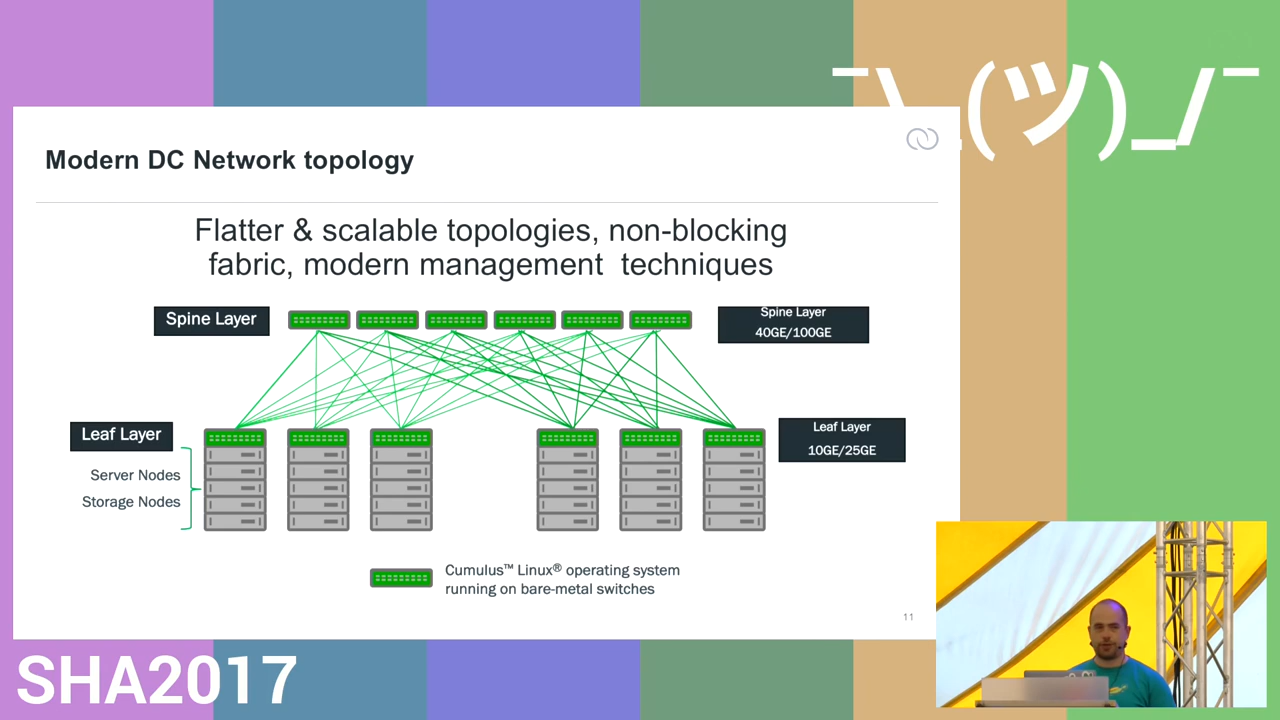 ¯\_(ツ)_/¯
Modern DC Network topology
Flatter & scalable topologies, non-blocking
fabric, modern management techniques
Spine Layer
Spine Layer
40GE/100GE
Leaf Layer
Leaf Layer
10GE/25GE
Server Nodes
Storage Nodes
Cumulus™ Linux® operating system
running on bare-metal switches
11
SHA2017